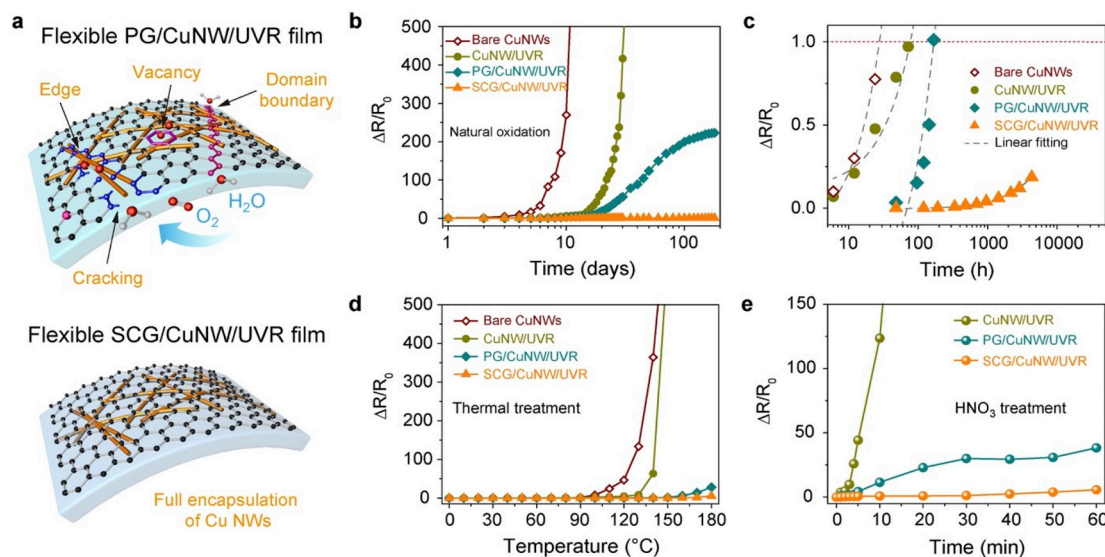 a
Flexible PG/CuNW/UVR film
Vacancy
Edge
Domain
boundary
H₂O
O₂
Cracking
Flexible SCG/CuNW/UVR film
Full encapsulation
of Cu NWs
b
500
400
300
200
100
0
ΔR/R₀
Bare CuNWs
CuNW/UVR
PG/CuNW/UVR
SCG/CuNW/UVR
Natural oxidation
1
10
100
Time (days)
c
1.0
0.5
0.0
ΔR/R₀
Bare CuNWs
CuNW/UVR
PG/CuNW/UVR
SCG/CuNW/UVR
Linear fitting
10
100
1000
10000
Time (h)
d
500
400
300
200
100
0
ΔR/R₀
Bare CuNWs
CuNW/UVR
PG/CuNW/UVR
SCG/CuNW/UVR
Thermal treatment
0
30
60
90
120
150
180
Temperature (°C)
e
150
100
50
0
ΔR/R₀
CuNW/UVR
PG/CuNW/UVR
SCG/CuNW/UVR
HNO₃ treatment
0
10
20
30
40
50
60
Time (min)